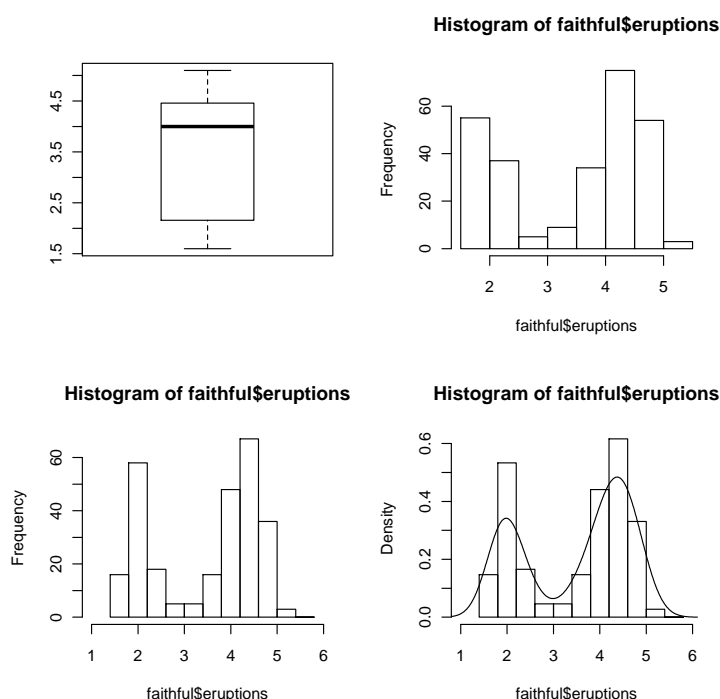 Histogram of faithful$eruptions
4.5
3.5
2.5
1.5
Frequency
60
40
20
0
2 3 4 5
faithful$eruptions
Histogram of faithful$eruptions
Frequency
60
40
20
0
1 2 3 4 5 6
faithful$eruptions
Histogram of faithful$eruptions
Density
0.6
0.4
0.2
0.0
1 2 3 4 5 6
faithful$eruptions